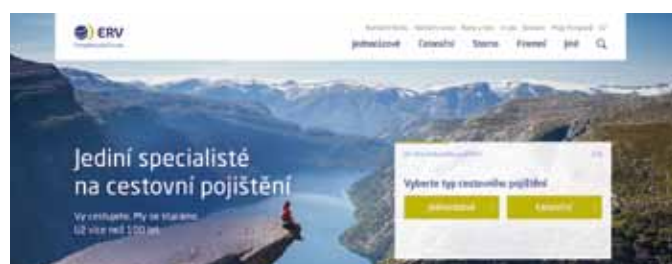 ERV
Jednorázové Celoroční Storno Firemní Jiné
Jediní specialisté
na cestovní pojištění
Vy cestujete. My se staráme.
Už více než 100 let.
Vyberte typ cestovního pojištění
Jednorázové Celoroční